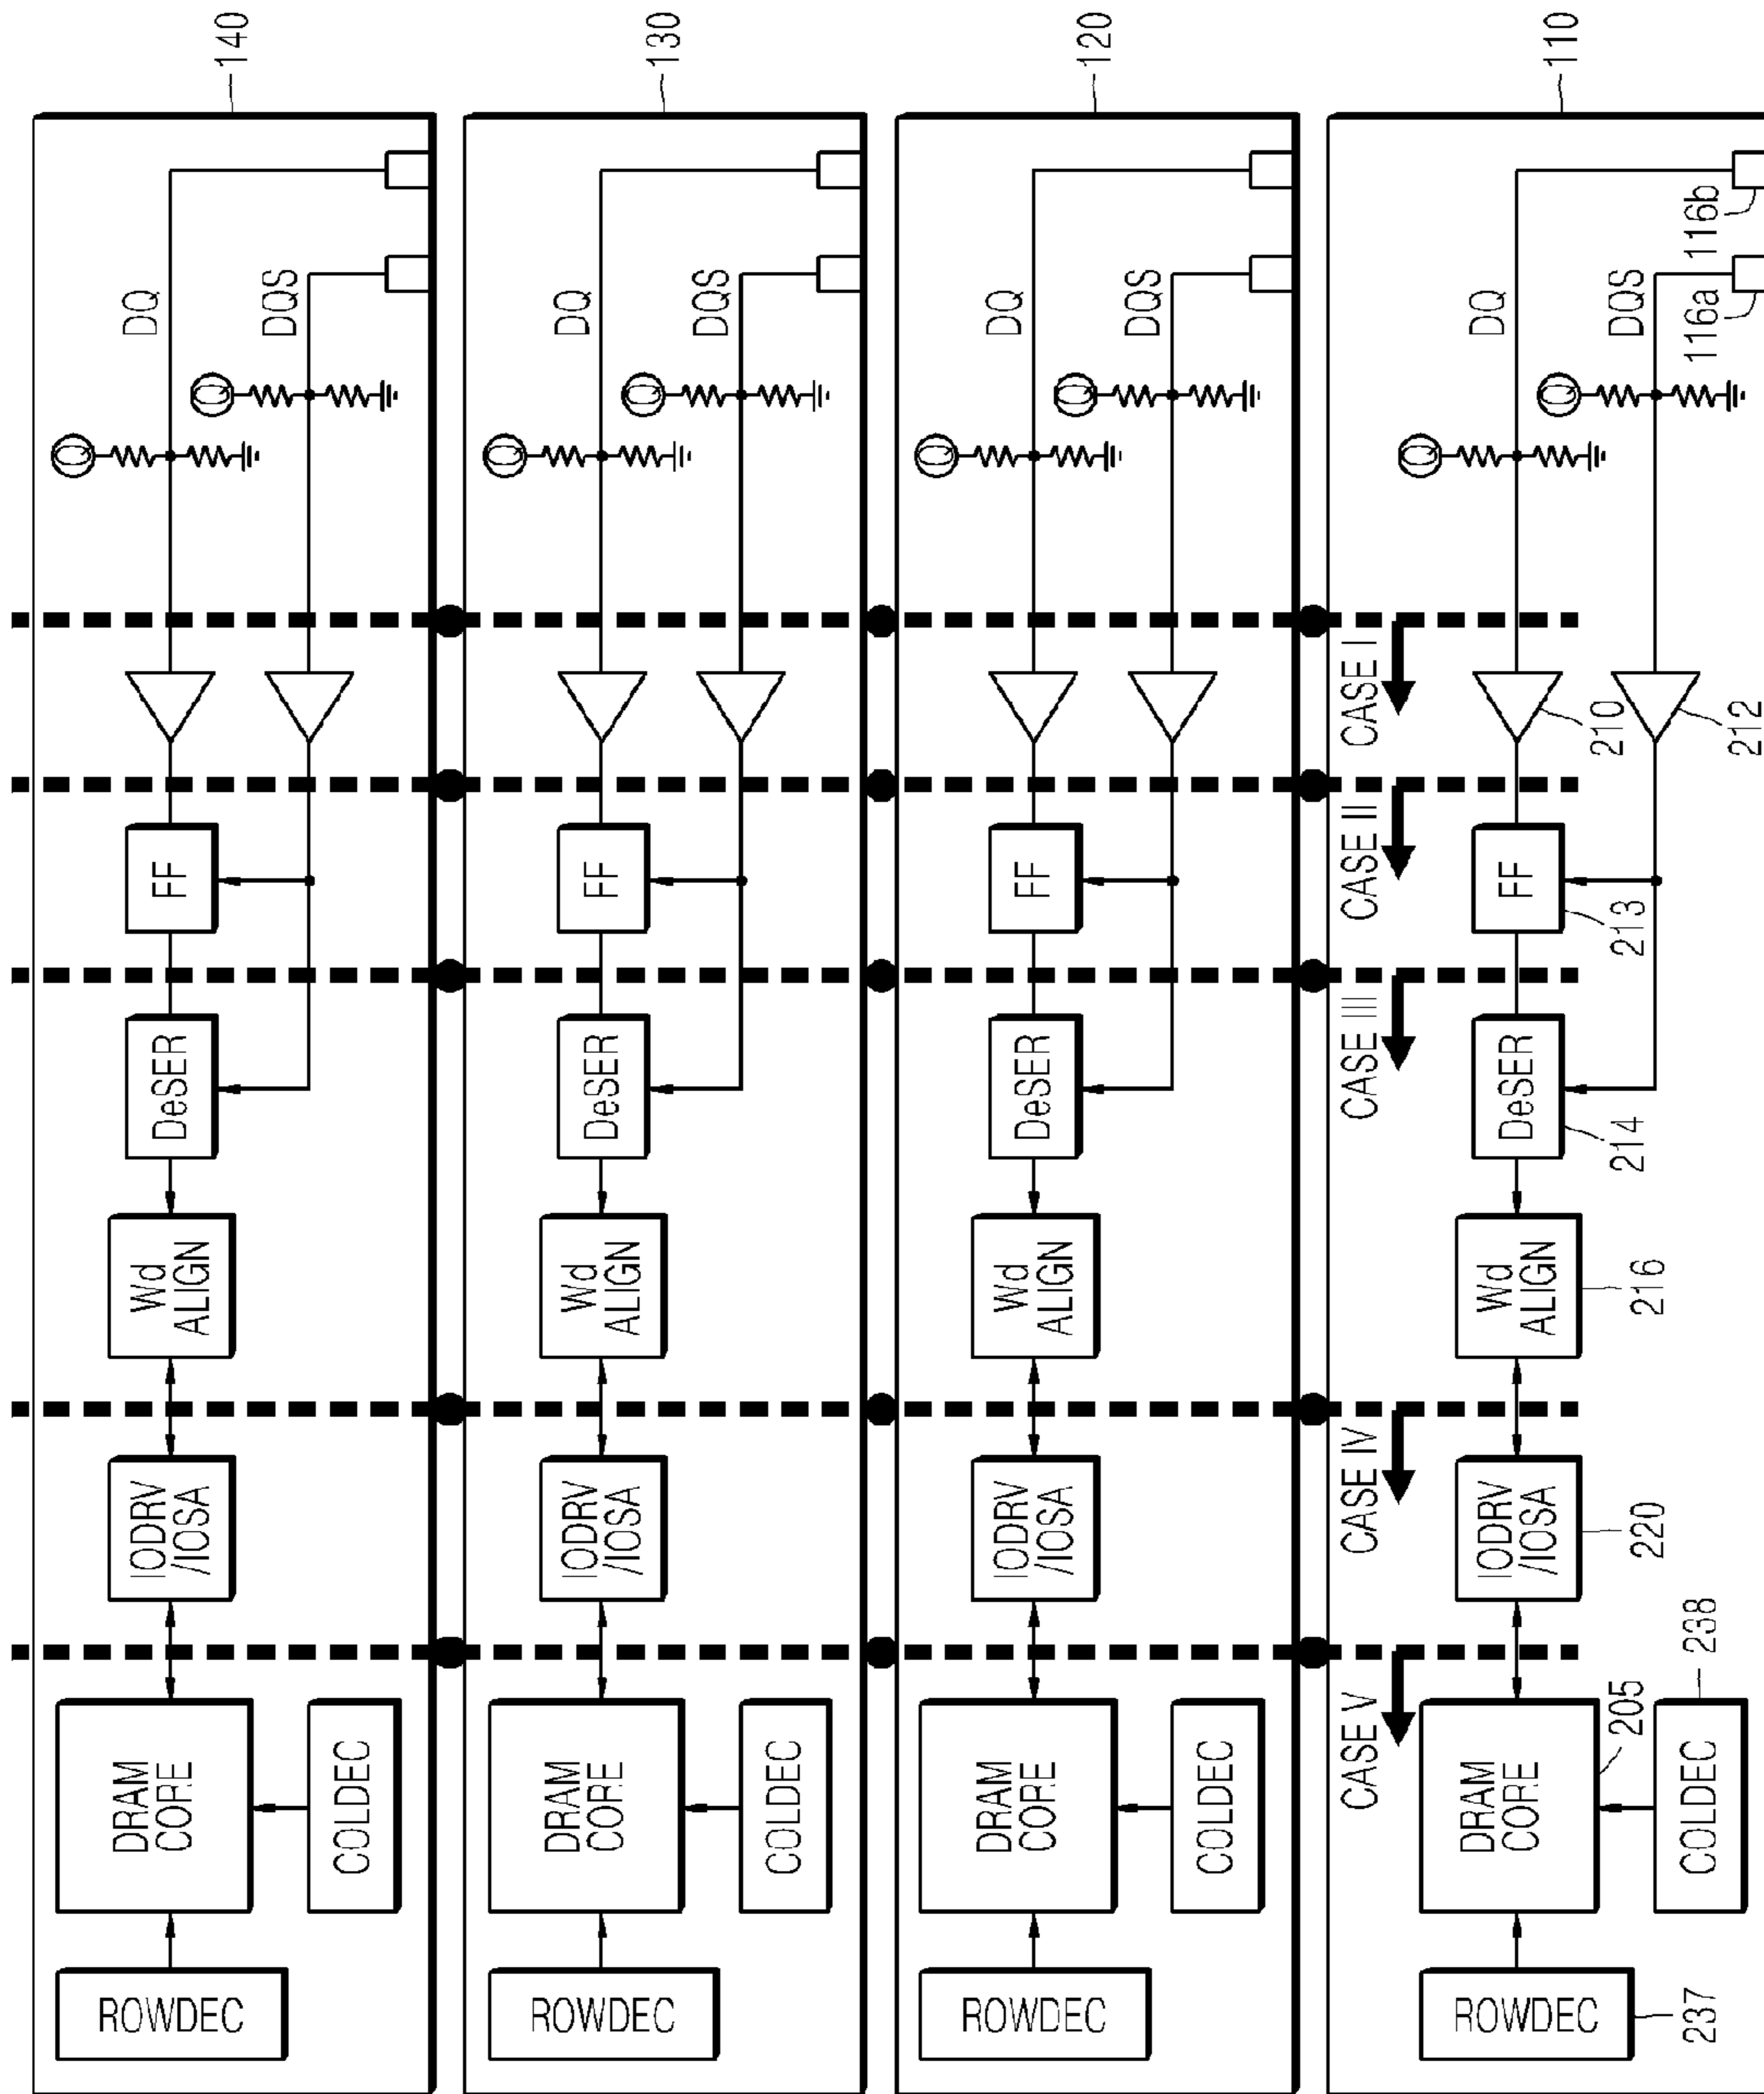 140
DQ
DQS
FF
DeSER
Wd
ALIGN
IODRV
/IOSA
DRAM
CORE
COLDEC
ROWDEC
130
DQ
DQS
FF
DeSER
Wd
ALIGN
IODRV
/IOSA
DRAM
CORE
COLDEC
ROWDEC
120
DQ
DQS
FF
DeSER
Wd
ALIGN
IODRV
/IOSA
DRAM
CORE
COLDEC
ROWDEC
CASE V
CASE IV
CASE III
CASE II
CASE I
110
ROWDEC
237
DRAM
CORE
205
COLDEC
238
IODRV
/IOSA
220
Wd
ALIGN
216
DeSER
214
FF
213
210
212
DQ
DQS
116a
116b
Q
Q
Q
Q
Q
Q
Q
Q